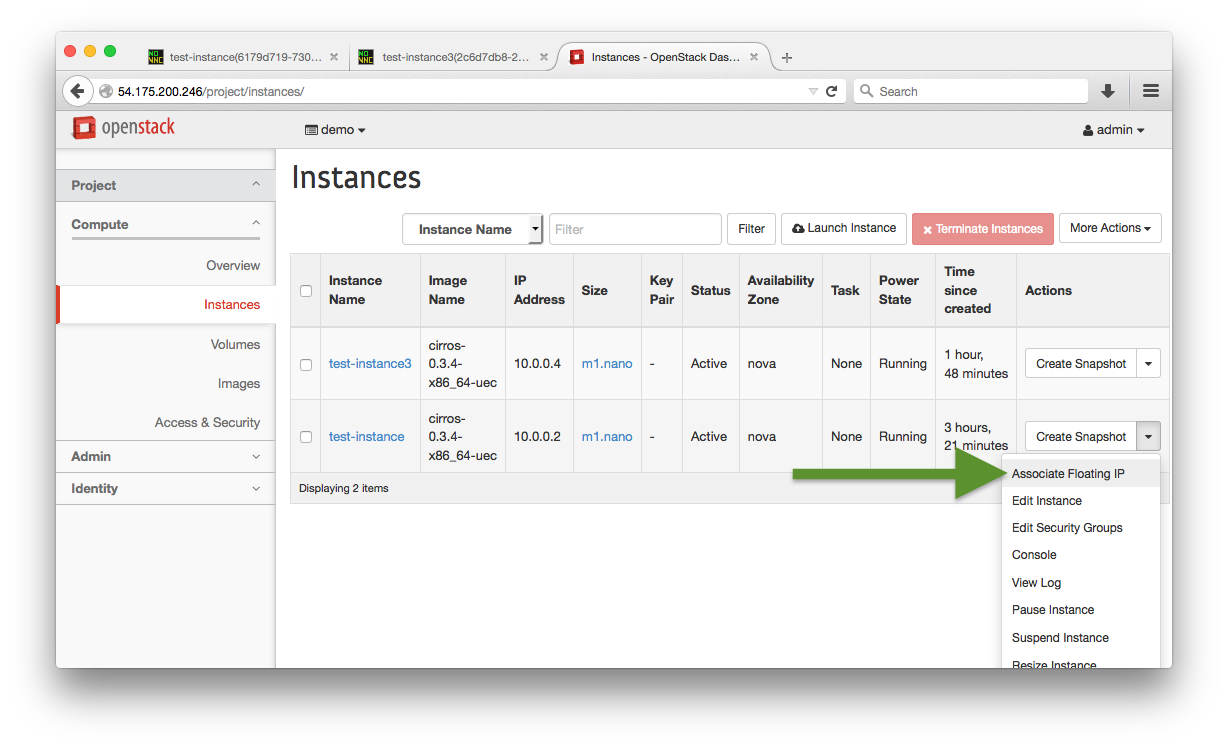 test-instance(6179d719-730...
test-instance3(2c6d7db8-2...
Instances - OpenStack Das...
54.175.200.246/project/instances/
Search
openstack
demo
admin
Project
Compute
Overview
Instances
Volumes
Images
Access & Security
Admin
Identity
Instances
Instance Name
Filter
Filter
Launch Instance
Terminate Instances
More Actions
Instance Name
Image Name
IP Address
Size
Key Pair
Status
Availability Zone
Task
Power State
Time since created
Actions
test-instance3
cirros-
0.3.4-
x86_64-uec
10.0.0.4
m1.nano
-
Active
nova
None
Running
1 hour,
48 minutes
Create Snapshot
test-instance
cirros-
0.3.4-
x86_64-uec
10.0.0.2
m1.nano
-
Active
nova
None
Running
3 hours,
21 minutes
Create Snapshot
Displaying 2 items
Associate Floating IP
Edit Instance
Edit Security Groups
Console
View Log
Pause Instance
Suspend Instance
Resize Instance